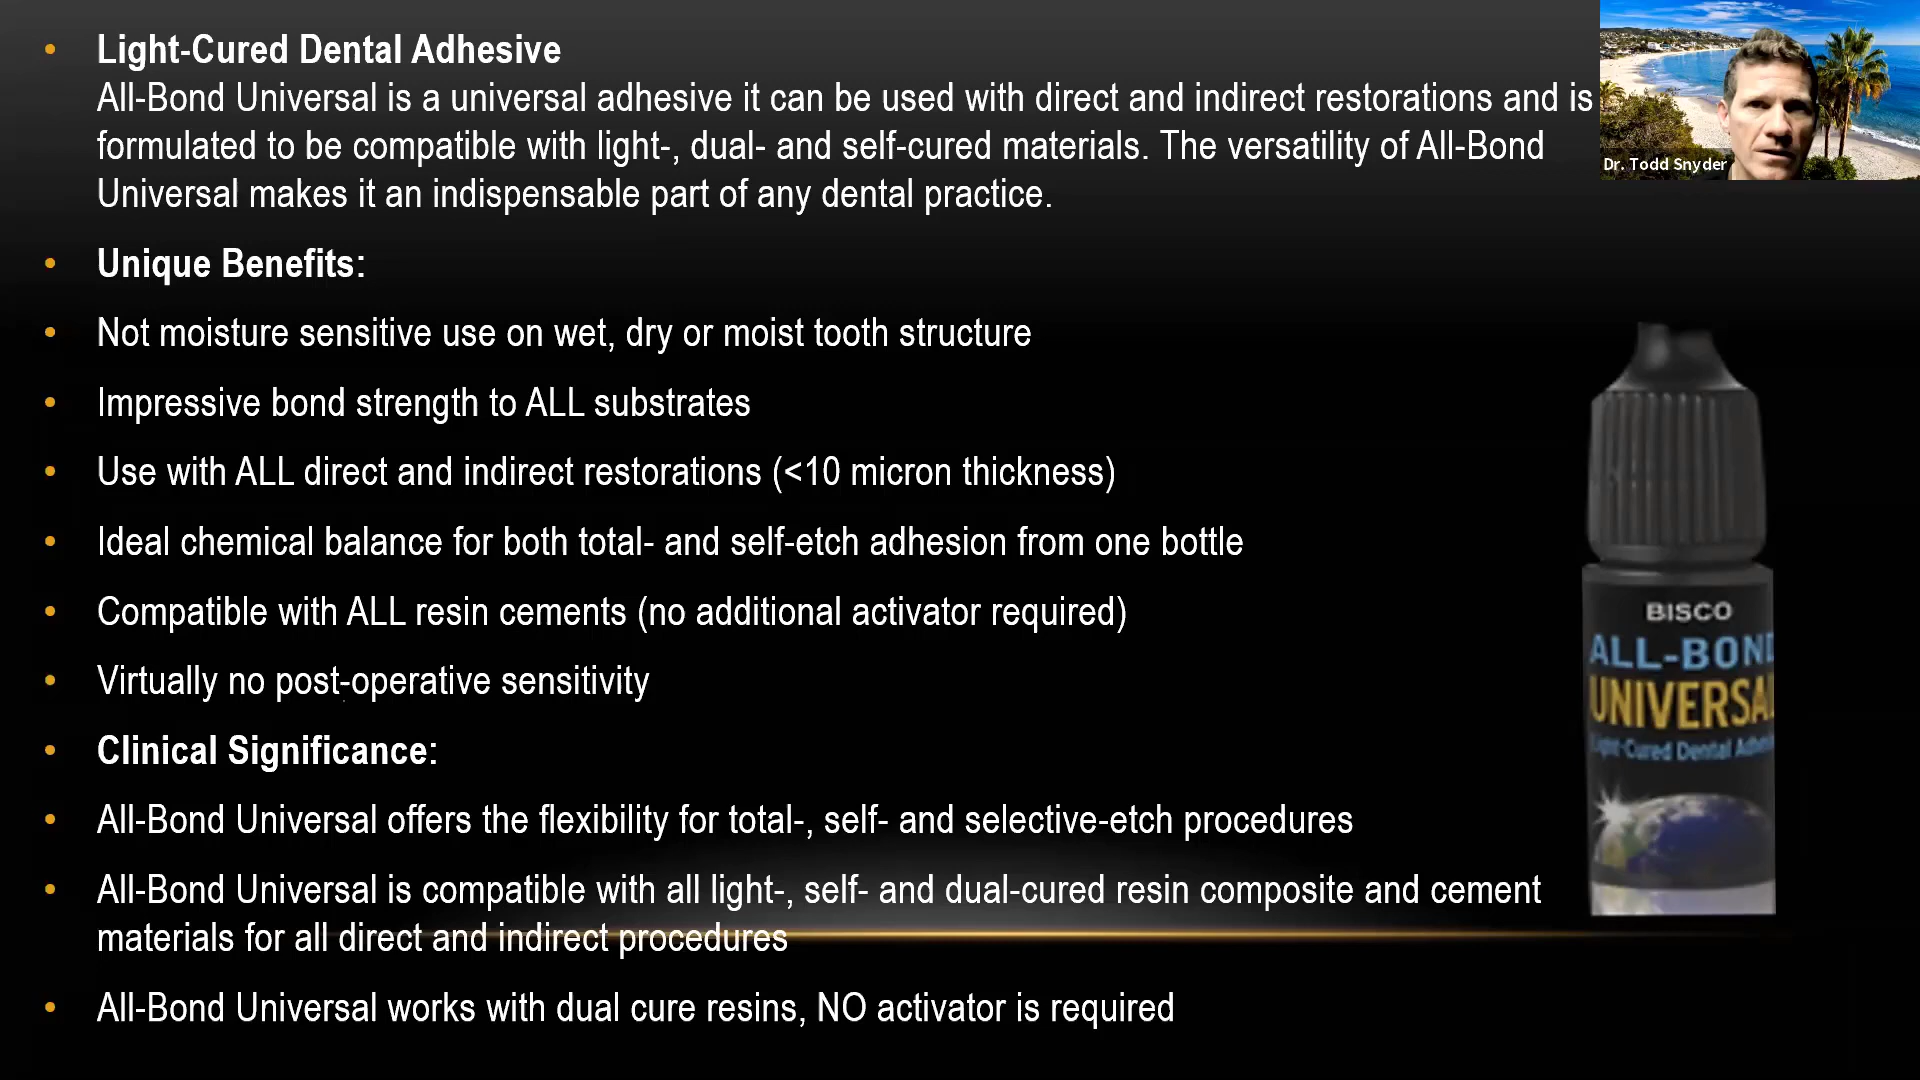 Light-Cured Dental Adhesive
All-Bond Universal is a universal adhesive it can be used with direct and indirect restorations and is
formulated to be compatible with light-, dual- and self-cured materials. The versatility of All-Bond
Universal makes it an indispensable part of any dental practice.
Dr. Todd Snyder
Unique Benefits:
Not moisture sensitive use on wet, dry or moist tooth structure
Impressive bond strength to ALL substrates
Use with ALL direct and indirect restorations (<10 micron thickness)
Ideal chemical balance for both total- and self-etch adhesion from one bottle
Compatible with ALL resin cements (no additional activator required)
Virtually no post-operative sensitivity
Clinical Significance:
All-Bond Universal offers the flexibility for total-, self- and selective-etch procedures
All-Bond Universal is compatible with all light-, self- and dual-cured resin composite and cement
materials for all direct and indirect procedures
All-Bond Universal works with dual cure resins, NO activator is required
BISCO
ALL-BOND
UNIVERSAL
Light-Cured Dental